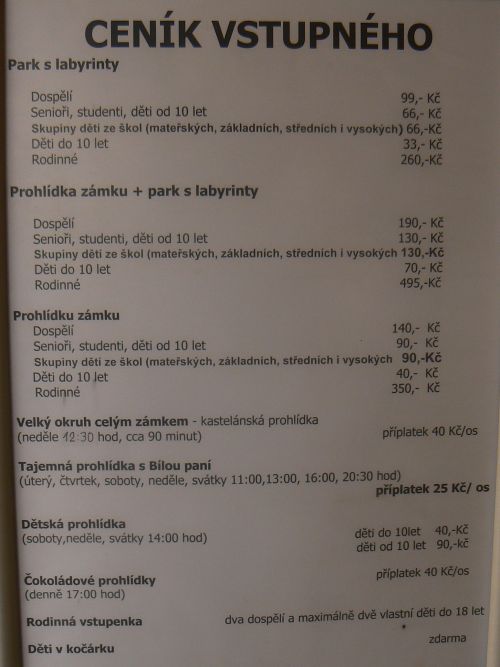 CENÍK VSTUPNÉHO
Park s labyrinty
Dospělí 99,- Kč
Senioři, studenti, děti od 10 let 66,- Kč
Skupiny děti ze škol (mateřských, základních, středních i vysokých) 66,-Kč
Děti do 10 let 33,- Kč
Rodinné 260,-Kč
Prohlídka zámku + park s labyrinty
Dospělí 190,- Kč
Senioři, studenti, děti od 10 let 130,- Kč
Skupiny děti ze škol (mateřských, základních, středních i vysokých 130,-Kč
Děti do 10 let 70,- Kč
Rodinné 495,-Kč
Prohlídku zámku
Dospělí 140,- Kč
Senioři, studenti, děti od 10 let 90,- Kč
Skupiny děti ze škol (mateřských, základních, středních i vysokých 90,-Kč
Děti do 10 let 40,- Kč
Rodinné 350,- Kč
Velký okruh celým zámkem - kastelánská prohlídka
(neděle 12:30 hod, cca 90 minut) příplatek 40 Kč/os
Tajemná prohlídka s Bílou paní
(úterý, čtvrtek, soboty, neděle, svátky 11:00,13:00, 16:00, 20:30 hod)
příplatek 25 Kč/ os
Dětská prohlídka
(soboty,neděle, svátky 14:00 hod) děti do 10let 40,-Kč
děti od 10 let 90,-kč
Čokoládové prohlídky příplatek 40 Kč/os
(denně 17:00 hod)
Rodinná vstupenka dva dospělí a maximálně dvě vlastní děti do 18 let
Děti v kočárku zdarma